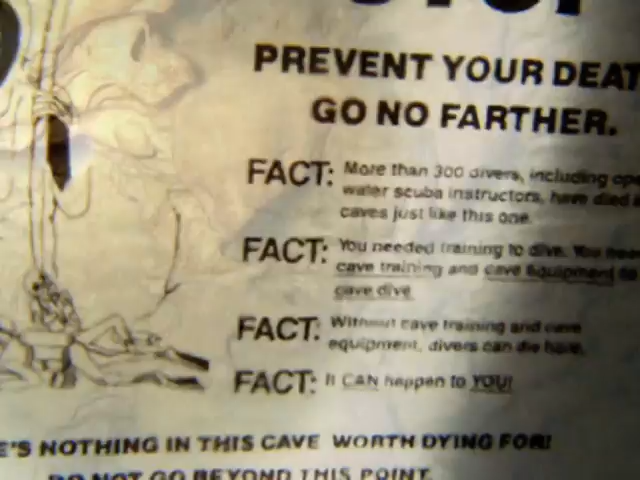 STOP
PREVENT YOUR DEAT
GO NO FARTHER.
FACT: More than 300 divers, including ope
water scuba instructors, have died i
caves just like this one.
FACT: You needed training to dive. You need
cave training and cave equipment to
cave dive.
FACT: Without cave training and cave
equipment, divers can die here.
FACT: It CAN happen to YOU!
E'S NOTHING IN THIS CAVE WORTH DYING FOR!
DO NOT GO BEYOND THIS POINT.